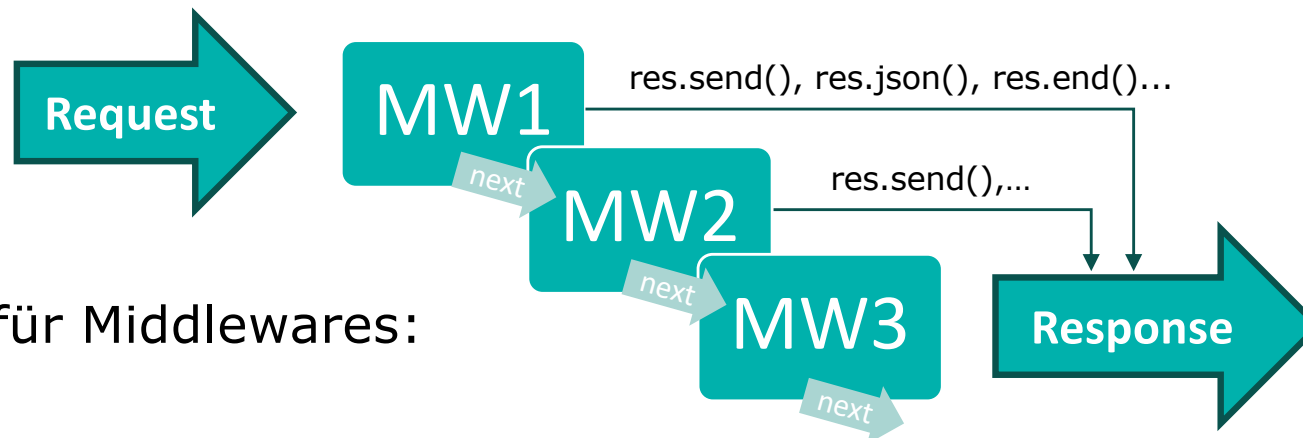 Request
MW1
res.send(), res.json(), res.end()...
next
MW2
res.send(),…
next
für Middlewares:
MW3
Response
next